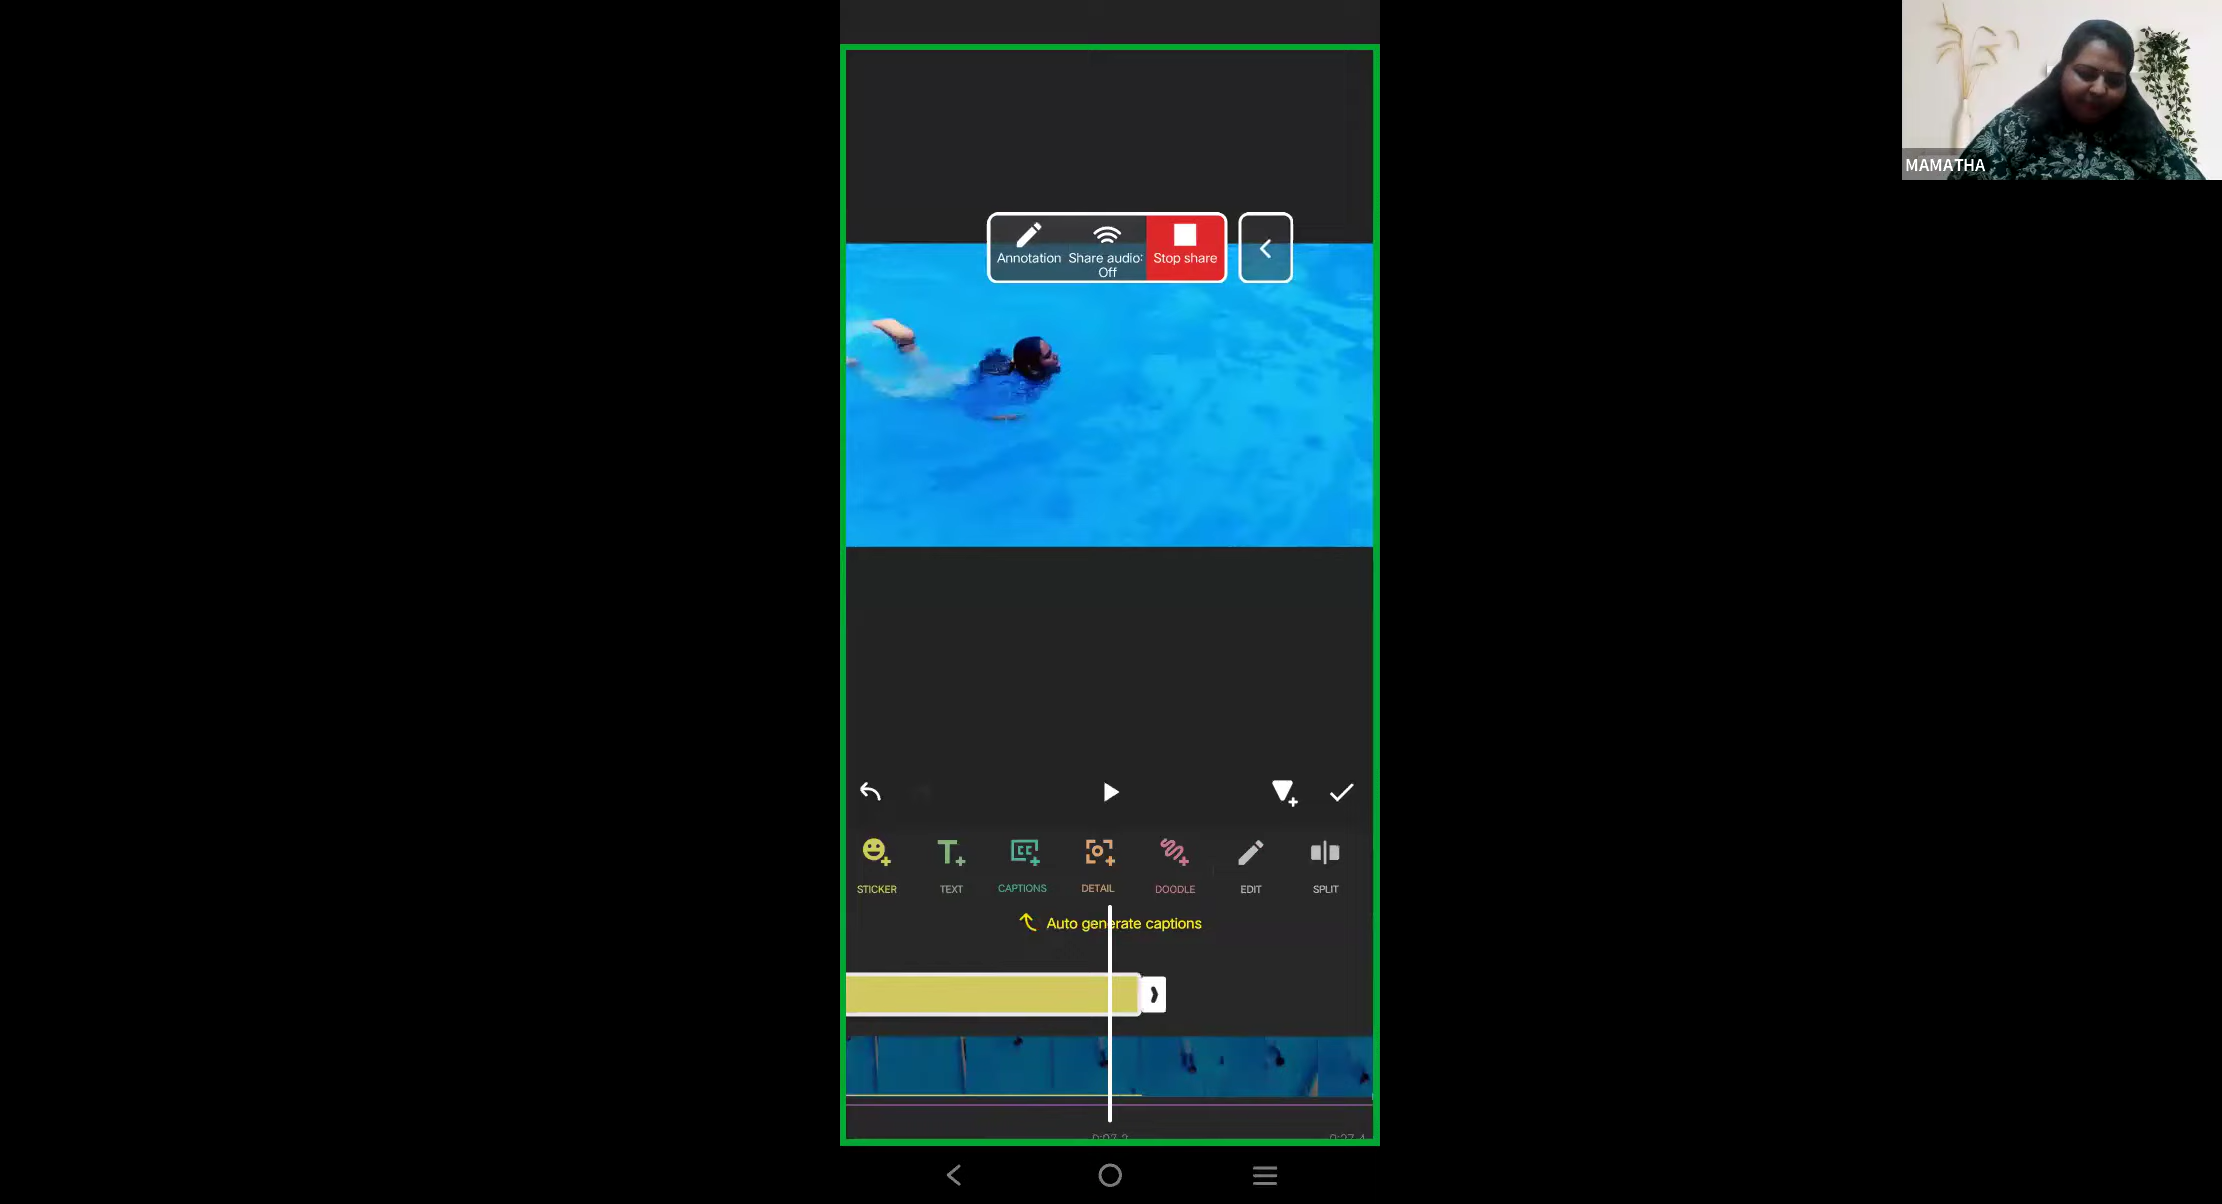 MAMATHA
Annotation
Share audio:
Off
Stop share
STICKER
TEXT
CAPTIONS
DETAIL
DOODLE
EDIT
SPLIT
Auto generate captions